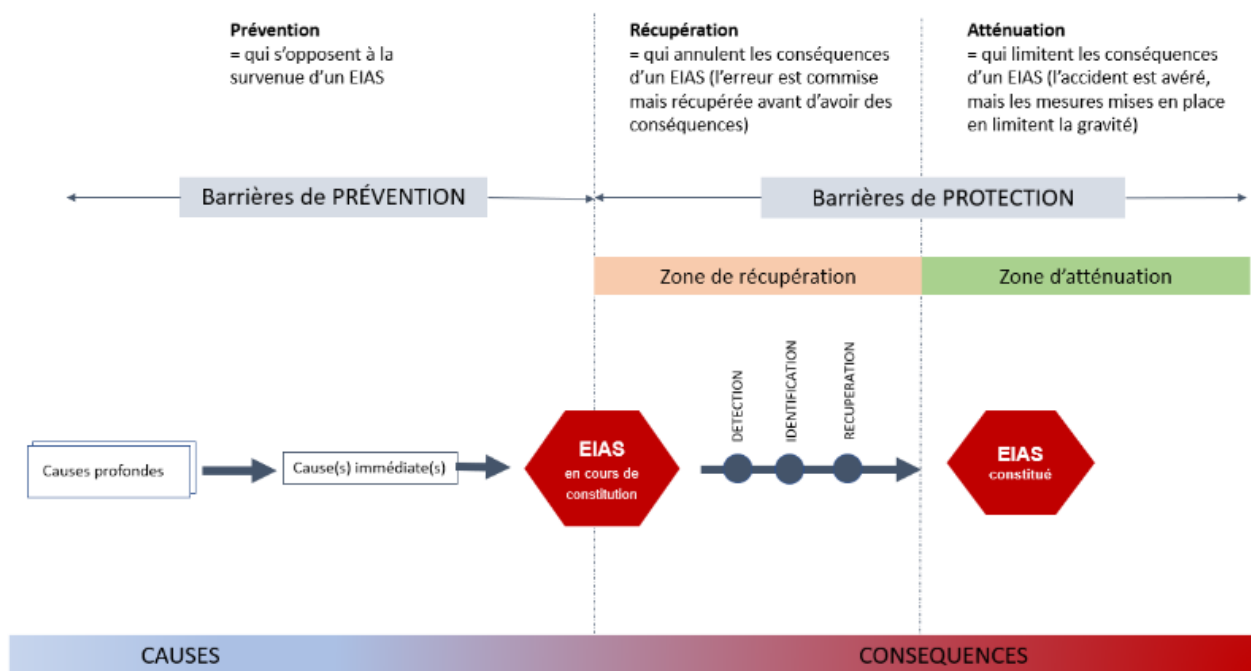 Prévention
= qui s'opposent à la
survenue d'un EIAS
Récupération
= qui annulent les conséquences
d'un EIAS (l'erreur est commise
mais récupérée avant d'avoir des
conséquences)
Atténuation
= qui limitent les conséquences
d'un EIAS (l'accident est avéré,
mais les mesures mises en place
en limitent la gravité)
Barrières de PRÉVENTION
Barrières de PROTECTION
Zone de récupération
Zone d'atténuation
Causes profondes
Cause(s) immédiate(s)
EIAS
en cours de
constitution
DETECTION
IDENTIFICATION
RECUPERATION
EIAS
constitué
CAUSES
CONSEQUENCES